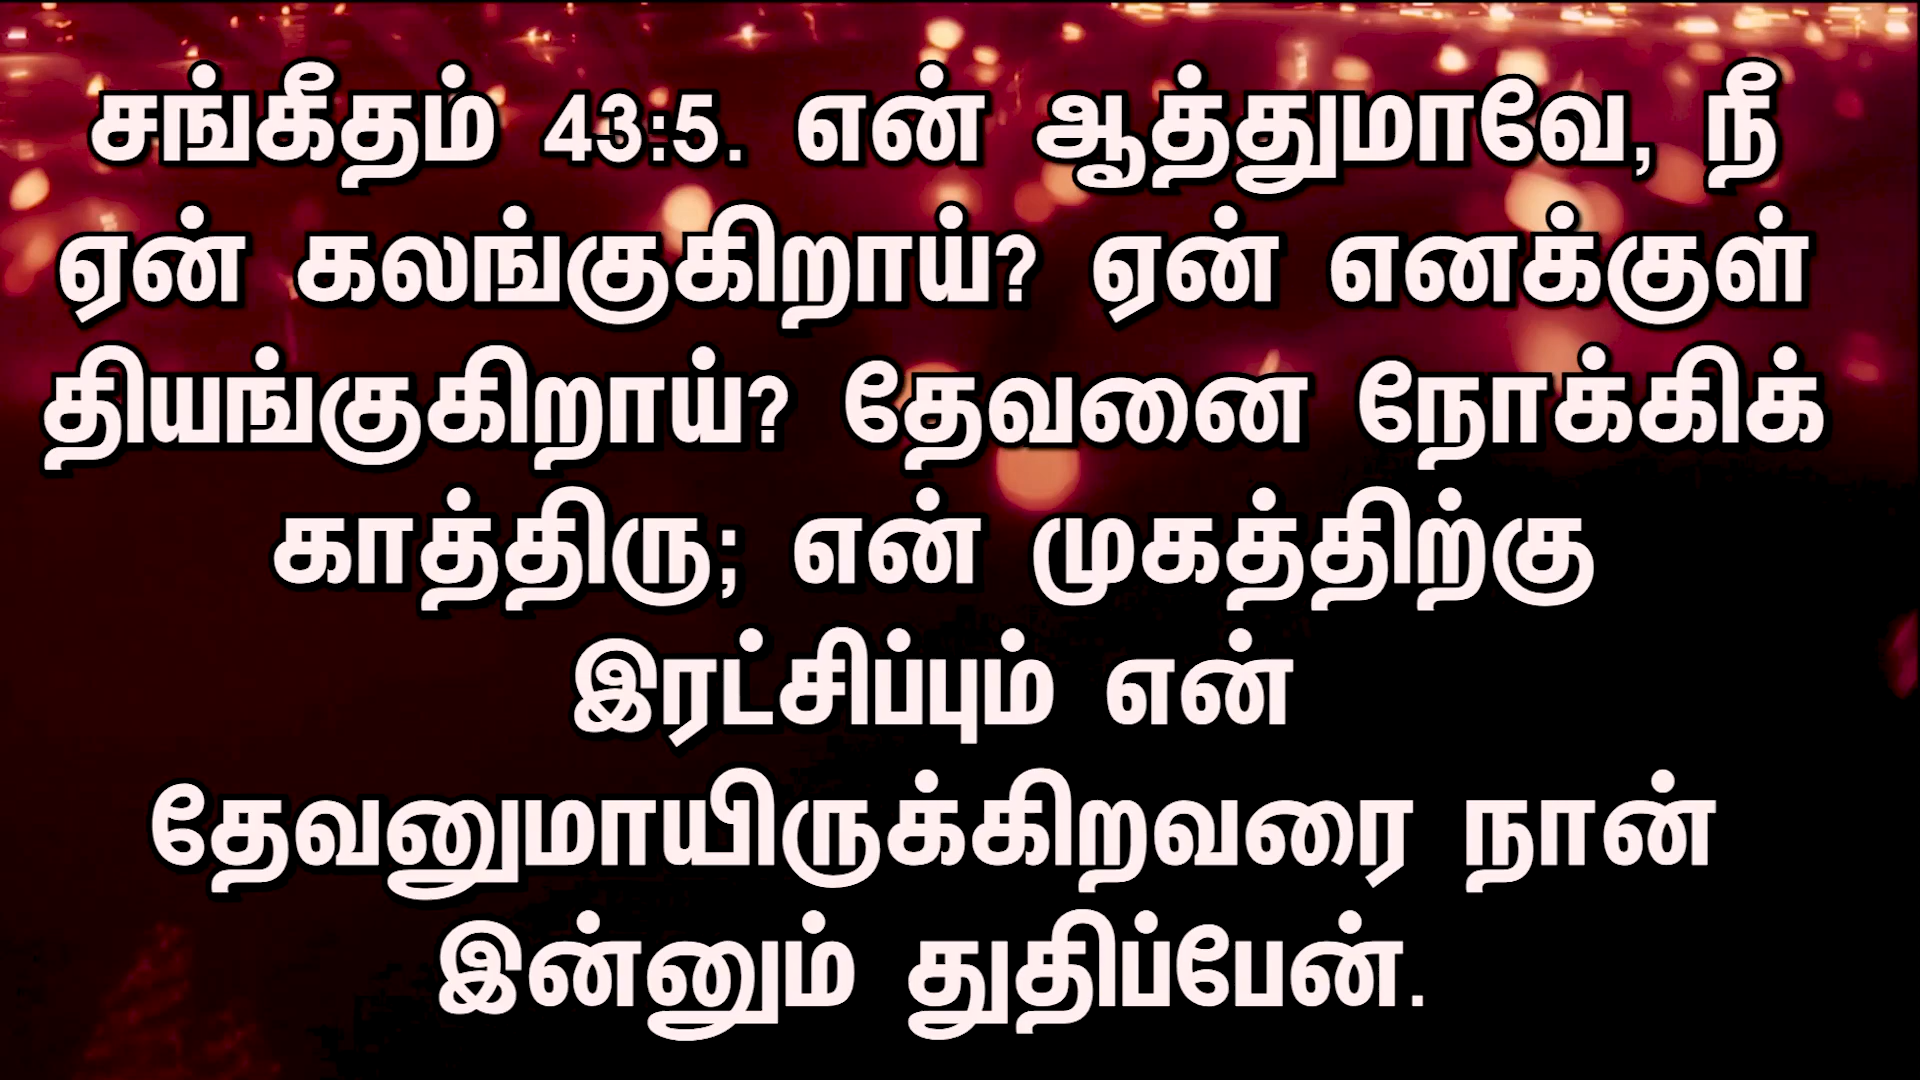 சங்கீதம் 43:5. என் ஆத்துமாவே, நீ
ஏன் கலங்குகிறாய்? ஏன் எனக்குள்
தியங்குகிறாய்? தேவனை நோக்கிக்
காத்திரு; என் முகத்திற்கு
இரட்சிப்பும் என்
தேவனுமாயிருக்கிறவரை நான்
இன்னும் துதிப்பேன்.